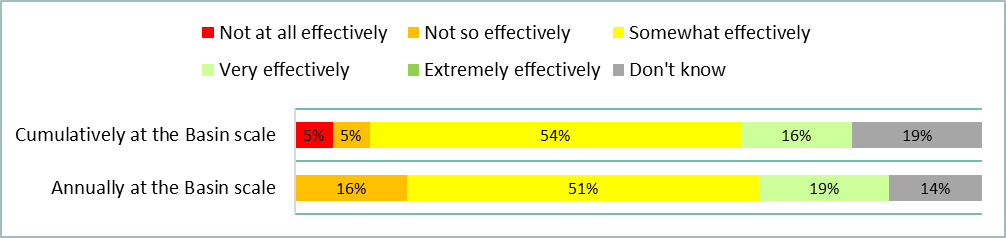 Not at all effectively Not so effectively Somewhat effectively
Very effectively Extremely effectively Don't know
Cumulatively at the Basin scale 5% 5% 54% 16% 19%
Annually at the Basin scale 16% 51% 19% 14%